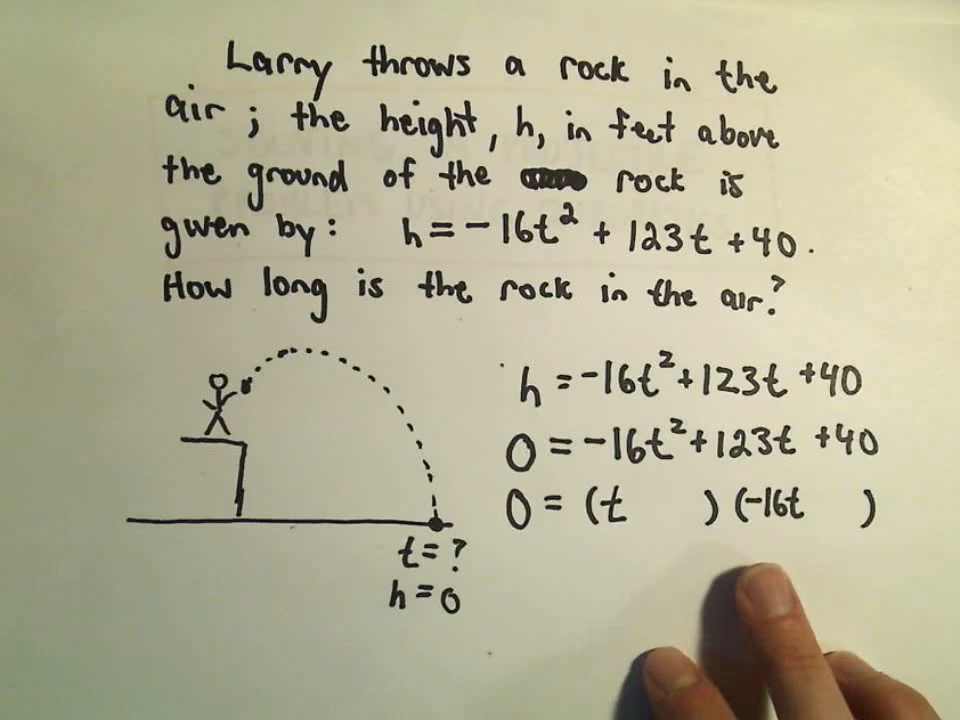 Larry throws a rock in the
air; the height, h, in feet above
the ground of the rock is
gwen by: h = -16t² + 123t + 40.
How long is the rock in the air?
h = -16t² + 123t + 40
0 = -16t² + 123t + 40
0 = (t ) (-16t )
t = ?
h = 0